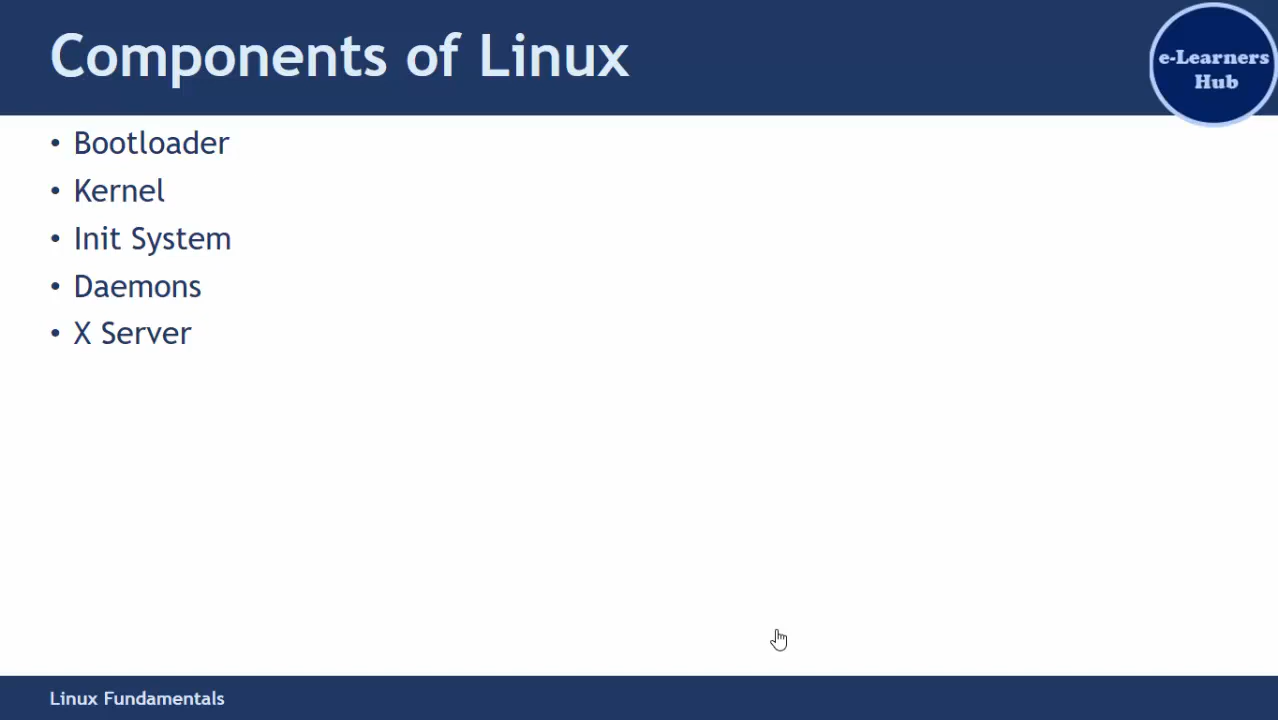 Components of Linux
e-Learners
Hub
• Bootloader
• Kernel
• Init System
• Daemons
• X Server
Linux Fundamentals